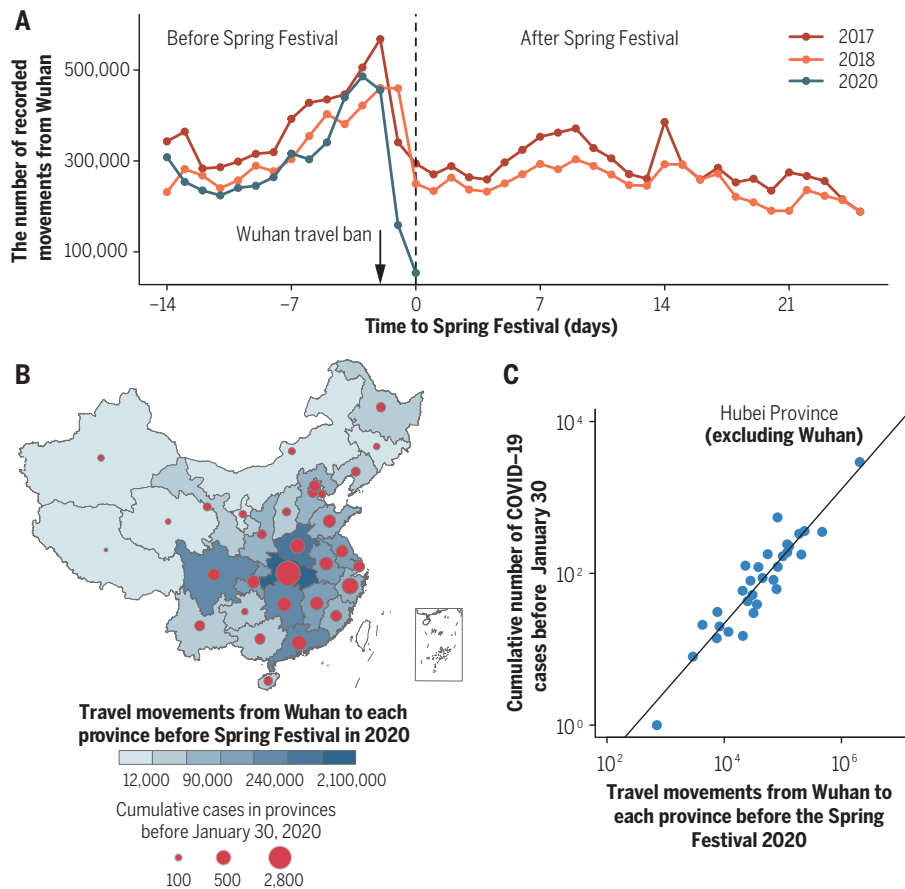 A
Before Spring Festival
After Spring Festival
2017
2018
2020
The number of recorded
movements from Wuhan
500,000
300,000
100,000
Wuhan travel ban
−14
−7
0
7
14
21
Time to Spring Festival (days)
B
Travel movements from Wuhan to each
province before Spring Festival in 2020
12,000 90,000 240,000 2,100,000
Cumulative cases in provinces
before January 30, 2020
100 500 2,800
C
Hubei Province
(excluding Wuhan)
Cumulative number of COVID−19
cases before January 30
10⁴
10²
10⁰
10² 10⁴ 10⁶
Travel movements from Wuhan to
each province before the Spring
Festival 2020